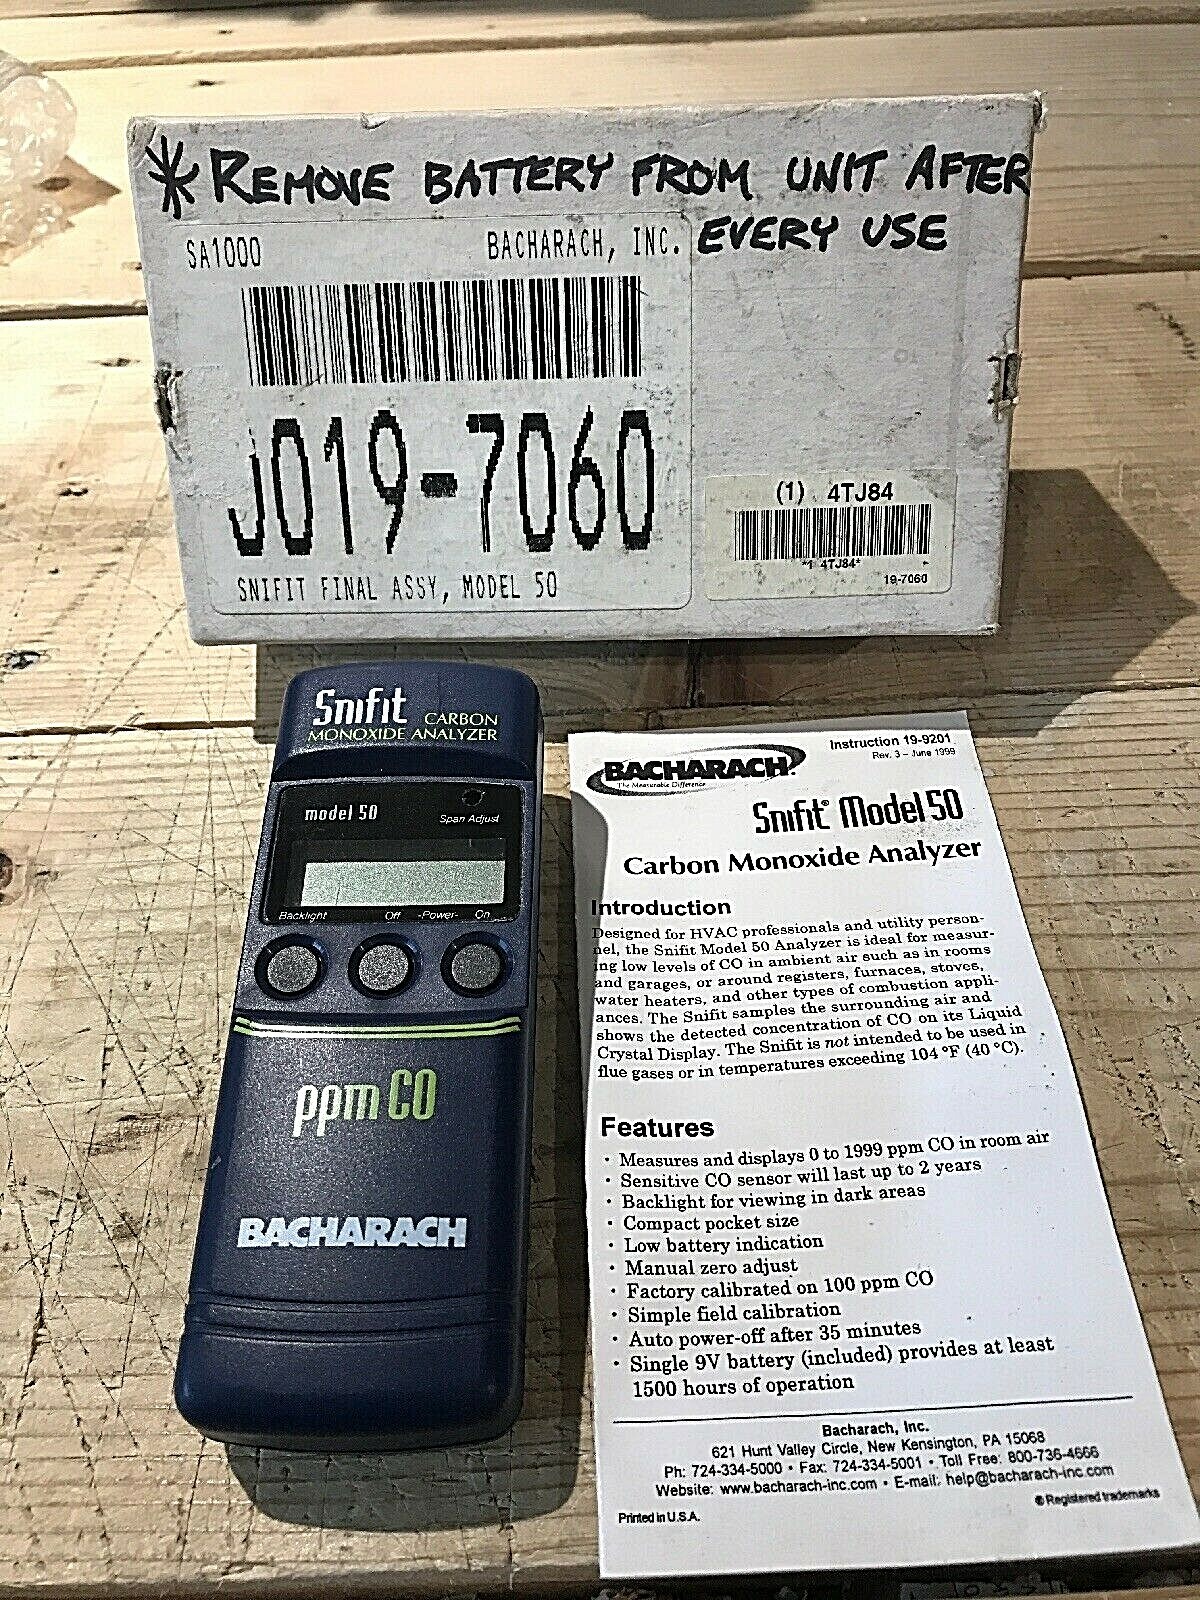 * REMOVE BATTERY FROM UNIT AFTER
EVERY USE
SA1000 BACHARACH, INC.
J019-7060
SNIFIT FINAL ASSY, MODEL 50
(1) 4TJ84
*1 4TJ84*
19-7060
Snifit CARBON
MONOXIDE ANALYZER
model 50
Span Adjust
Backlight Off -Power- On
ppm CO
BACHARACH
Instruction 19-9201
Rev. 3 – June 1999
BACHARACH®
The Measurable Difference
Snifit® Model 50
Carbon Monoxide Analyzer
Introduction
Designed for HVAC professionals and utility person-
nel, the Snifit Model 50 Analyzer is ideal for measur-
ing low levels of CO in ambient air such as in rooms
and garages, or around registers, furnaces, stoves,
water heaters, and other types of combustion appli-
ances. The Snifit samples the surrounding air and
shows the detected concentration of CO on its Liquid
Crystal Display. The Snifit is not intended to be used in
flue gases or in temperatures exceeding 104 °F (40 °C).
Features
· Measures and displays 0 to 1999 ppm CO in room air
· Sensitive CO sensor will last up to 2 years
· Backlight for viewing in dark areas
· Compact pocket size
· Low battery indication
· Manual zero adjust
· Factory calibrated on 100 ppm CO
· Simple field calibration
· Auto power-off after 35 minutes
· Single 9V battery (included) provides at least
1500 hours of operation
Bacharach, Inc.
621 Hunt Valley Circle, New Kensington, PA 15068
Ph: 724-334-5000 • Fax: 724-334-5001 • Toll Free: 800-736-4666
Website: www.bacharach-inc.com • E-mail: help@bacharach-inc.com
® Registered trademarks
Printed in U.S.A.